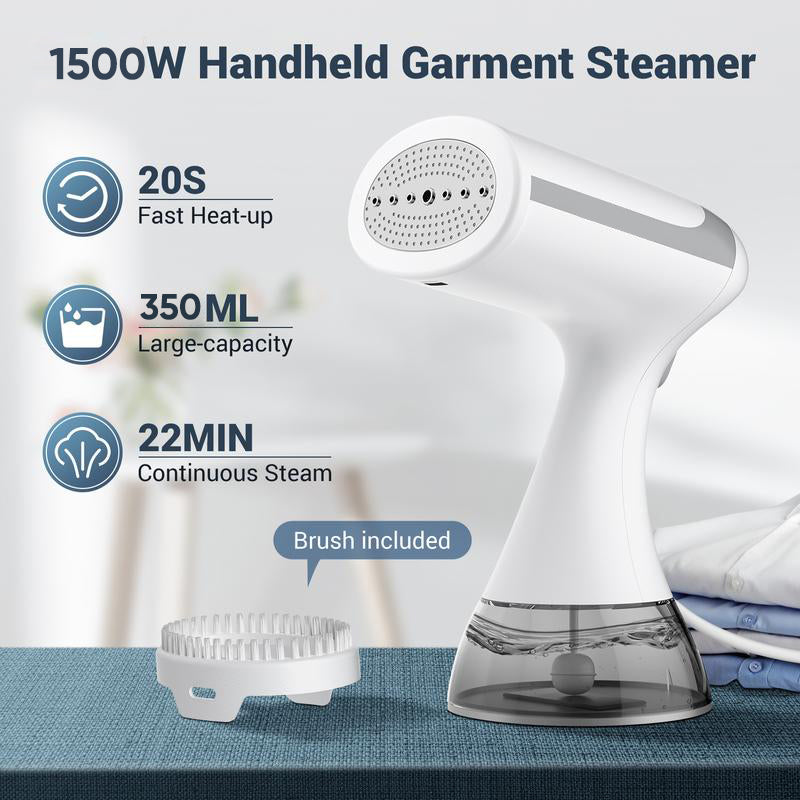 1500W Handheld Garment Steamer
20S
Fast Heat-up
350ML
Large-capacity
22MIN
Continuous Steam
Brush included